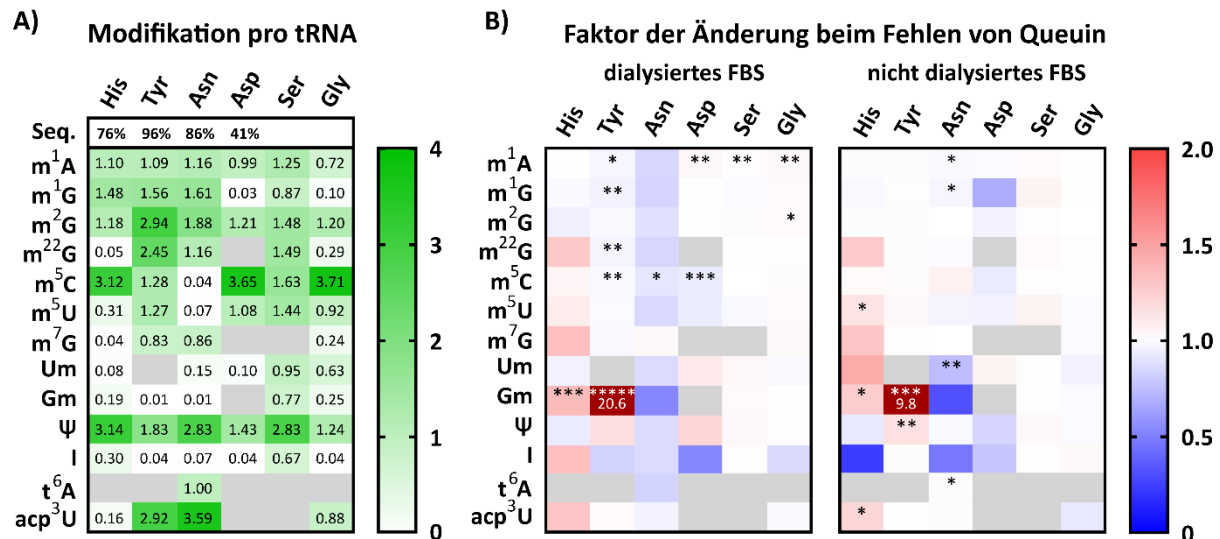 A) Modifikation pro tRNA
His Tyr Asn Asp Ser Gly
Seq. 76% 96% 86% 41%
m¹A 1.10 1.09 1.16 0.99 1.25 0.72
m¹G 1.48 1.56 1.61 0.03 0.87 0.10
m²G 1.18 2.94 1.88 1.21 1.48 1.20
m²²G 0.05 2.45 1.16 1.49 0.29
m⁵C 3.12 1.28 0.04 3.65 1.63 3.71
m⁵U 0.31 1.27 0.07 1.08 1.44 0.92
m⁷G 0.04 0.83 0.86 0.24
Um 0.08 0.15 0.10 0.95 0.63
Gm 0.19 0.01 0.01 0.77 0.25
Ψ 3.14 1.83 2.83 1.43 2.83 1.24
I 0.30 0.04 0.07 0.04 0.67 0.04
t⁶A 1.00
acp³U 0.16 2.92 3.59 0.88
4
3
2
1
0
B) Faktor der Änderung beim Fehlen von Queuin
dialysiertes FBS nicht dialysiertes FBS
His Tyr Asn Asp Ser Gly His Tyr Asn Asp Ser Gly
m¹A * ** ** ** *
m¹G ** *
m²G *
m²²G **
m⁵C ** * ***
m⁵U *
m⁷G
Um **
Gm *** ***** * ***
20.6 9.8
Ψ **
I
t⁶A *
acp³U *
2.0
1.5
1.0
0.5
0